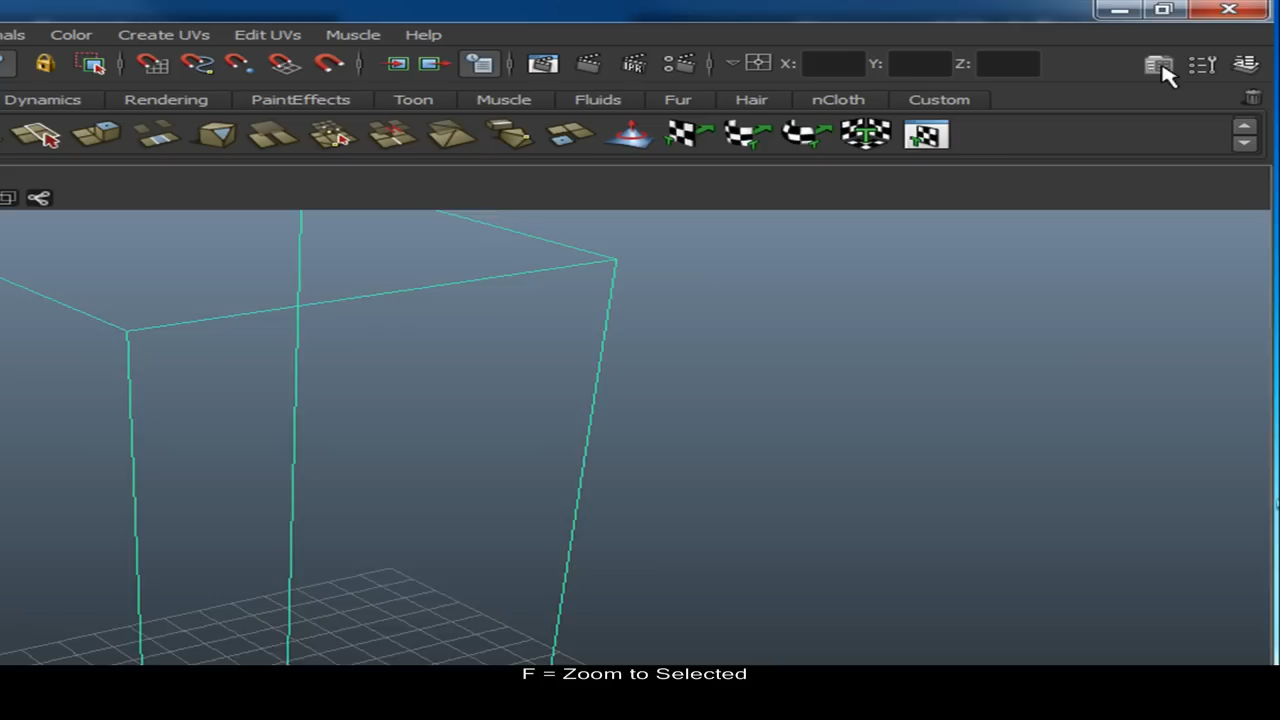 nals Color Create UVs Edit UVs Muscle Help
IPR X: Y: Z:
Dynamics Rendering PaintEffects Toon Muscle Fluids Fur Hair nCloth Custom
T
F = Zoom to Selected